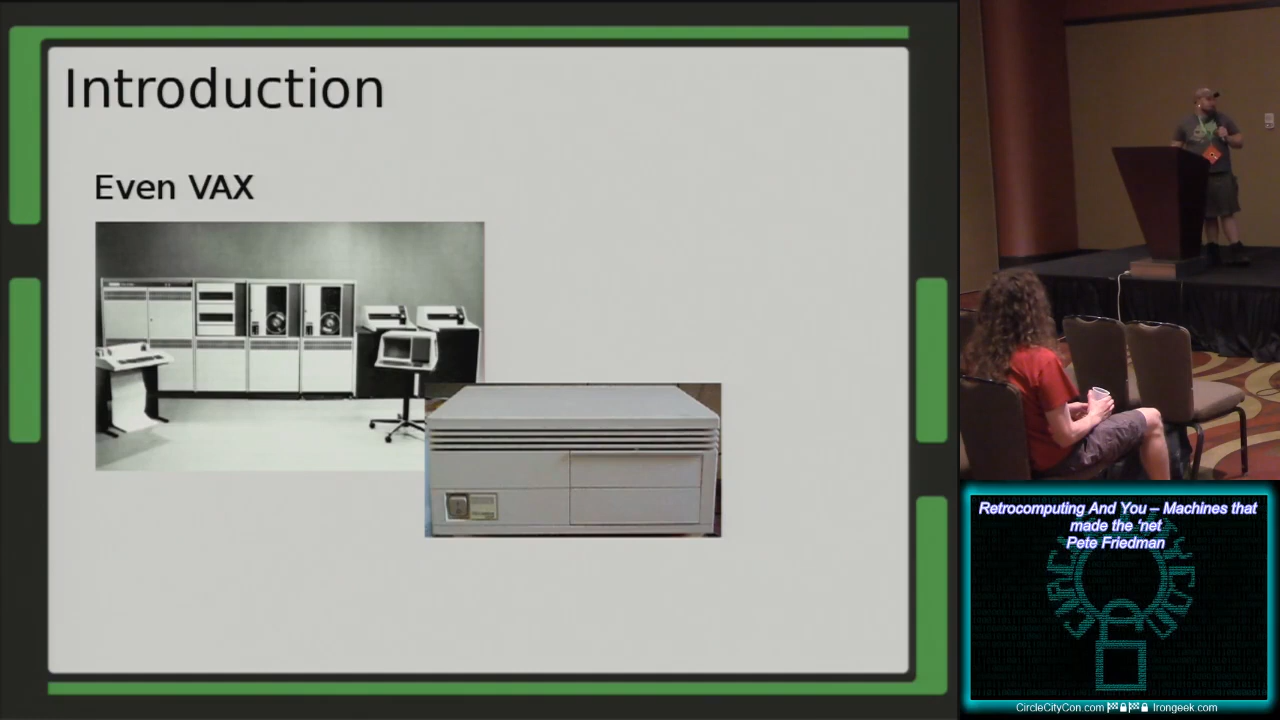 Introduction
Even VAX
Retrocomputing And You – Machines that
made the ‘net
Pete Friedman
CircleCityCon.com Irongeek.com